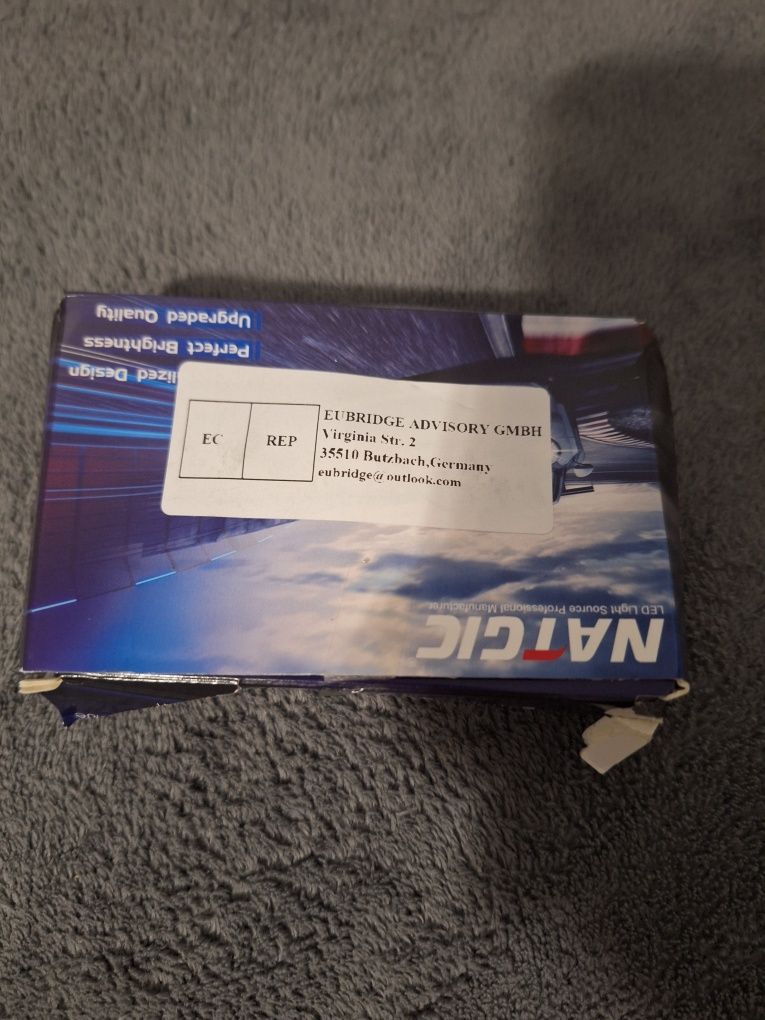 EC
REP
EUBRIDGE ADVISORY GMBH
Virginia Str. 2
35510 Butzbach,Germany
eubridge@outlook.com
NATGIC
LED Light Source Professional Manufacturer
Design
Perfect Brightness
Upgraded Quality